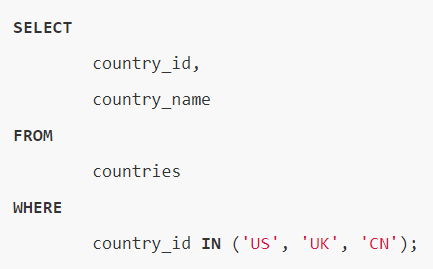 SELECT
country_id,
country_name
FROM
countries
WHERE
country_id IN ('US', 'UK', 'CN');